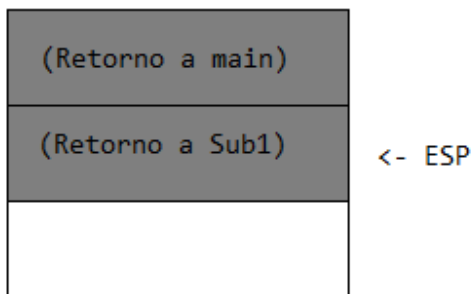 (Retorno a main)
(Retorno a Sub1)
<- ESP